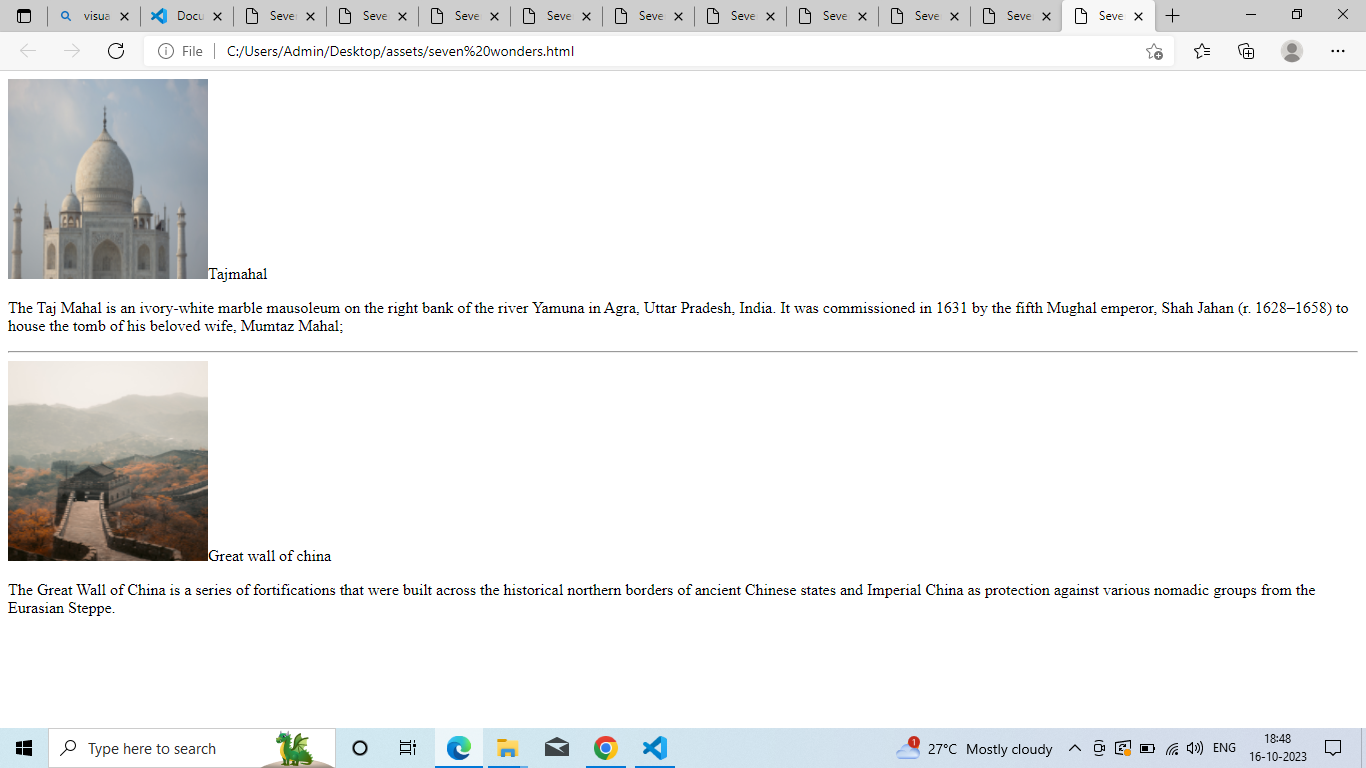 visua
Docu
Seve
Seve
Seve
Seve
Seve
Seve
Seve
Seve
Seve
Seve
File
C:/Users/Admin/Desktop/assets/seven%20wonders.html
Tajmahal
The Taj Mahal is an ivory-white marble mausoleum on the right bank of the river Yamuna in Agra, Uttar Pradesh, India. It was commissioned in 1631 by the fifth Mughal emperor, Shah Jahan (r. 1628–1658) to
house the tomb of his beloved wife, Mumtaz Mahal;
Great wall of china
The Great Wall of China is a series of fortifications that were built across the historical northern borders of ancient Chinese states and Imperial China as protection against various nomadic groups from the
Eurasian Steppe.
Type here to search
1
27°C Mostly cloudy
ENG
18:48
16-10-2023